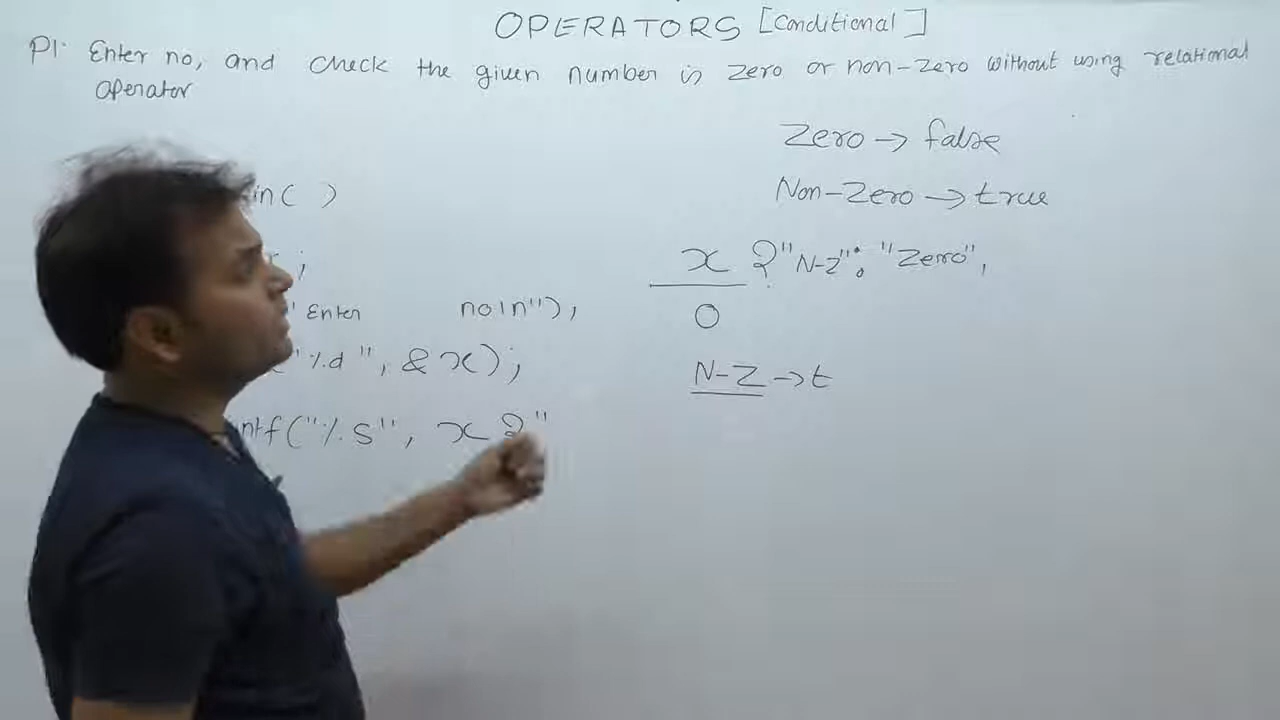 OPERATORS [Conditional]
P1. Enter no, and check the given number is zero or non-zero without using relational
operator
Zero → false
in( )
Non-Zero → true
x ? "N-Z" : "Zero",
;
" Enter no\n"),
0
"%d", &x);
N-Z → t
ntf("%s", x ? "